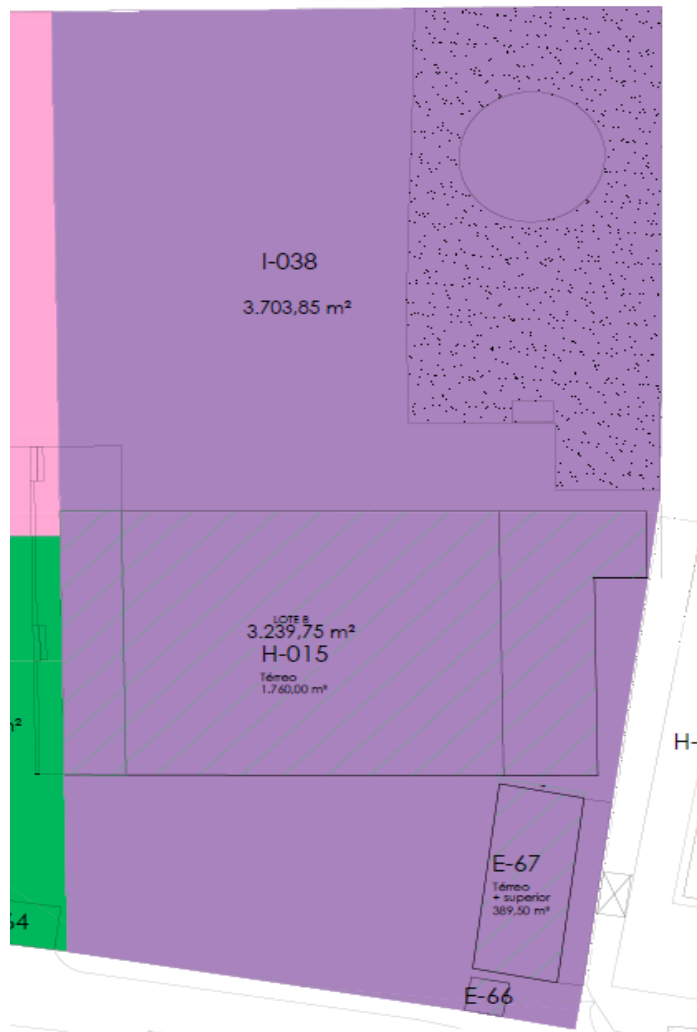 I-038
3.703,85 m²
LOTE B
3.239,75 m²
H-015
Térreo
1.760,00 m²
m²
H-
E-67
Térreo
+ superior
389,50 m²
64
E-66